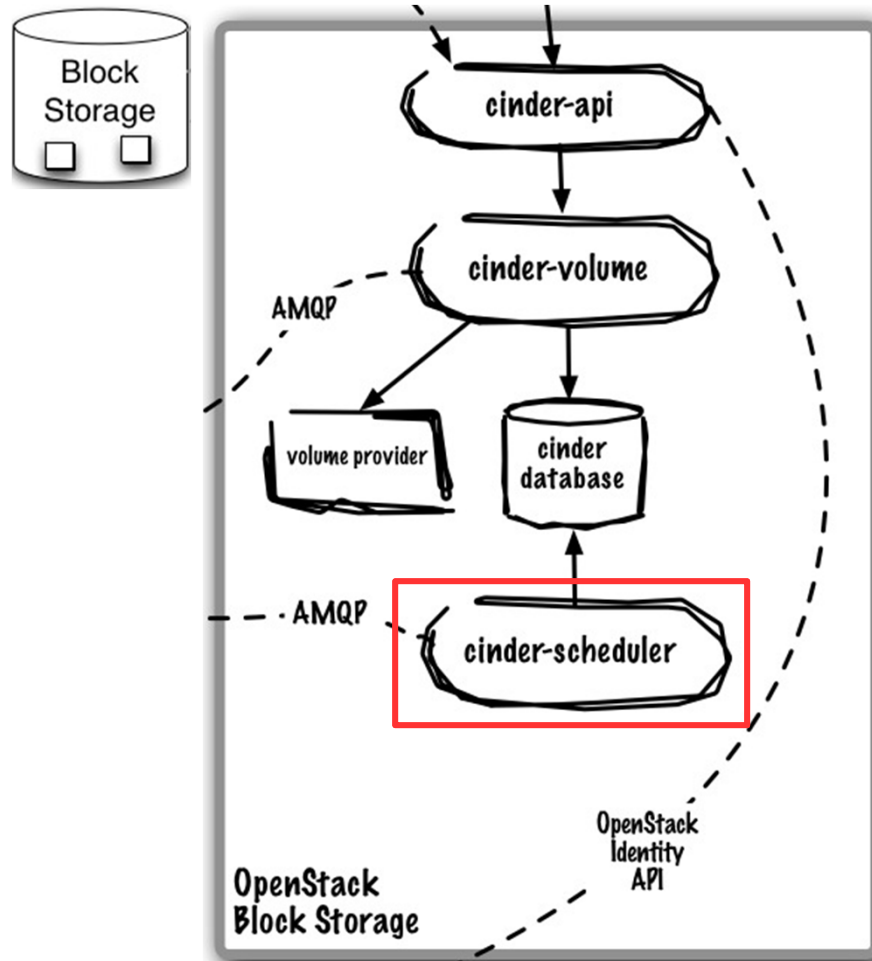 Block
Storage
cinder-api
cinder-volume
AMQP
volume provider
cinder
database
AMQP
cinder-scheduler
OpenStack
Identity
API
OpenStack
Block Storage